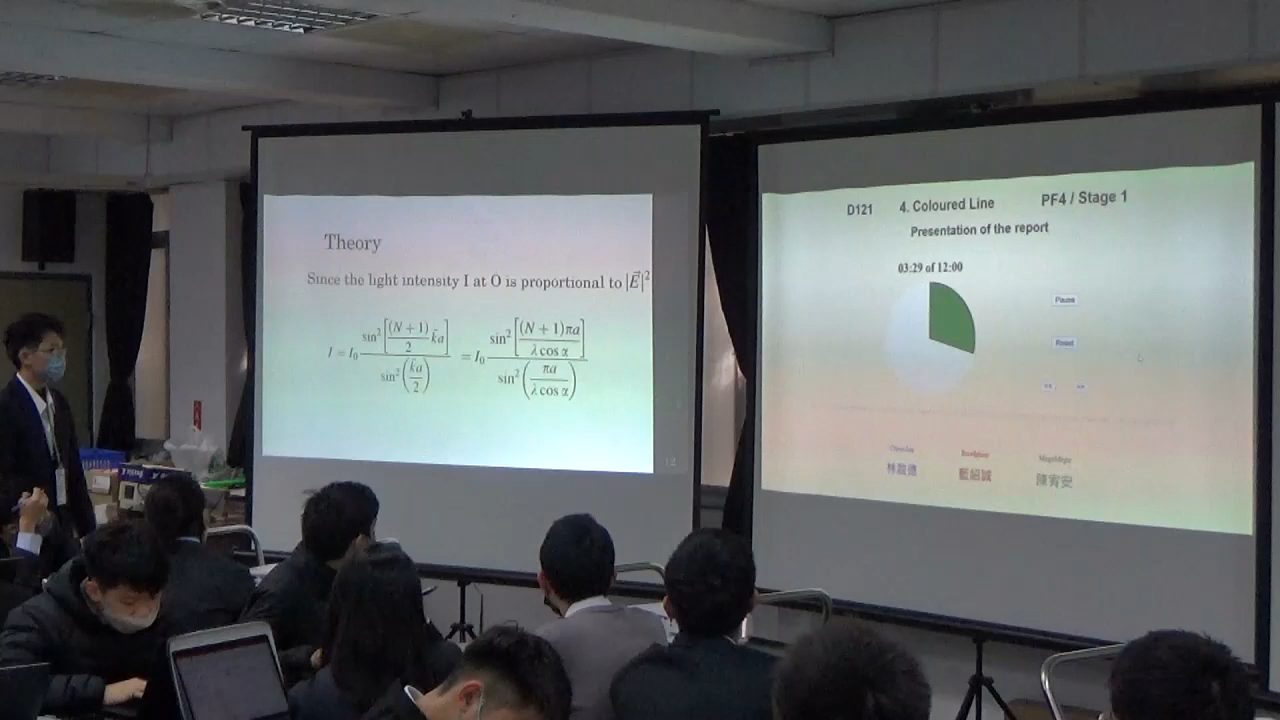 Theory
Since the light intensity I at O is proportional to |E⃗|²
I = I₀ sin²[(N+1)/2 k̃a] / sin²(k̃a/2) = I₀ sin²[(N+1)πa / λ cos α] / sin²(πa / λ cos α)
12
D121 4. Coloured Line PF4 / Stage 1
Presentation of the report
03:29 of 12:00
Pause
Reset
Opponing
林
藍紹誠
陳宥安